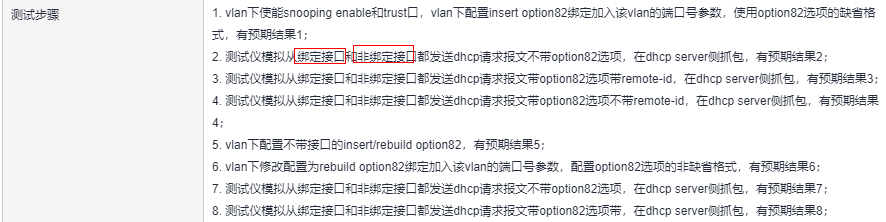 测试步骤
1. vlan下使能snooping enable和trust口，vlan下配置insert option82绑定加入该vlan的端口号参数，使用option82选项的缺省格
式，有预期结果1；
2. 测试仪模拟从绑定接口和非绑定接口都发送dhcp请求报文不带option82选项，在dhcp server侧抓包，有预期结果2；
3. 测试仪模拟从绑定接口和非绑定接口都发送dhcp请求报文带option82选项带remote-id，在dhcp server侧抓包，有预期结果3；
4. 测试仪模拟从绑定接口和非绑定接口都发送dhcp请求报文带option82选项不带remote-id，在dhcp server侧抓包，有预期结果
4；
5. vlan下配置不带接口的insert/rebuild option82，有预期结果5；
6. vlan下修改配置为rebuild option82绑定加入该vlan的端口号参数，配置option82选项的非缺省格式，有预期结果6；
7. 测试仪模拟从绑定接口和非绑定接口都发送dhcp请求报文不带option82选项，在dhcp server侧抓包，有预期结果7；
8. 测试仪模拟从绑定接口和非绑定接口都发送dhcp请求报文带option82选项带，在dhcp server侧抓包，有预期结果8；